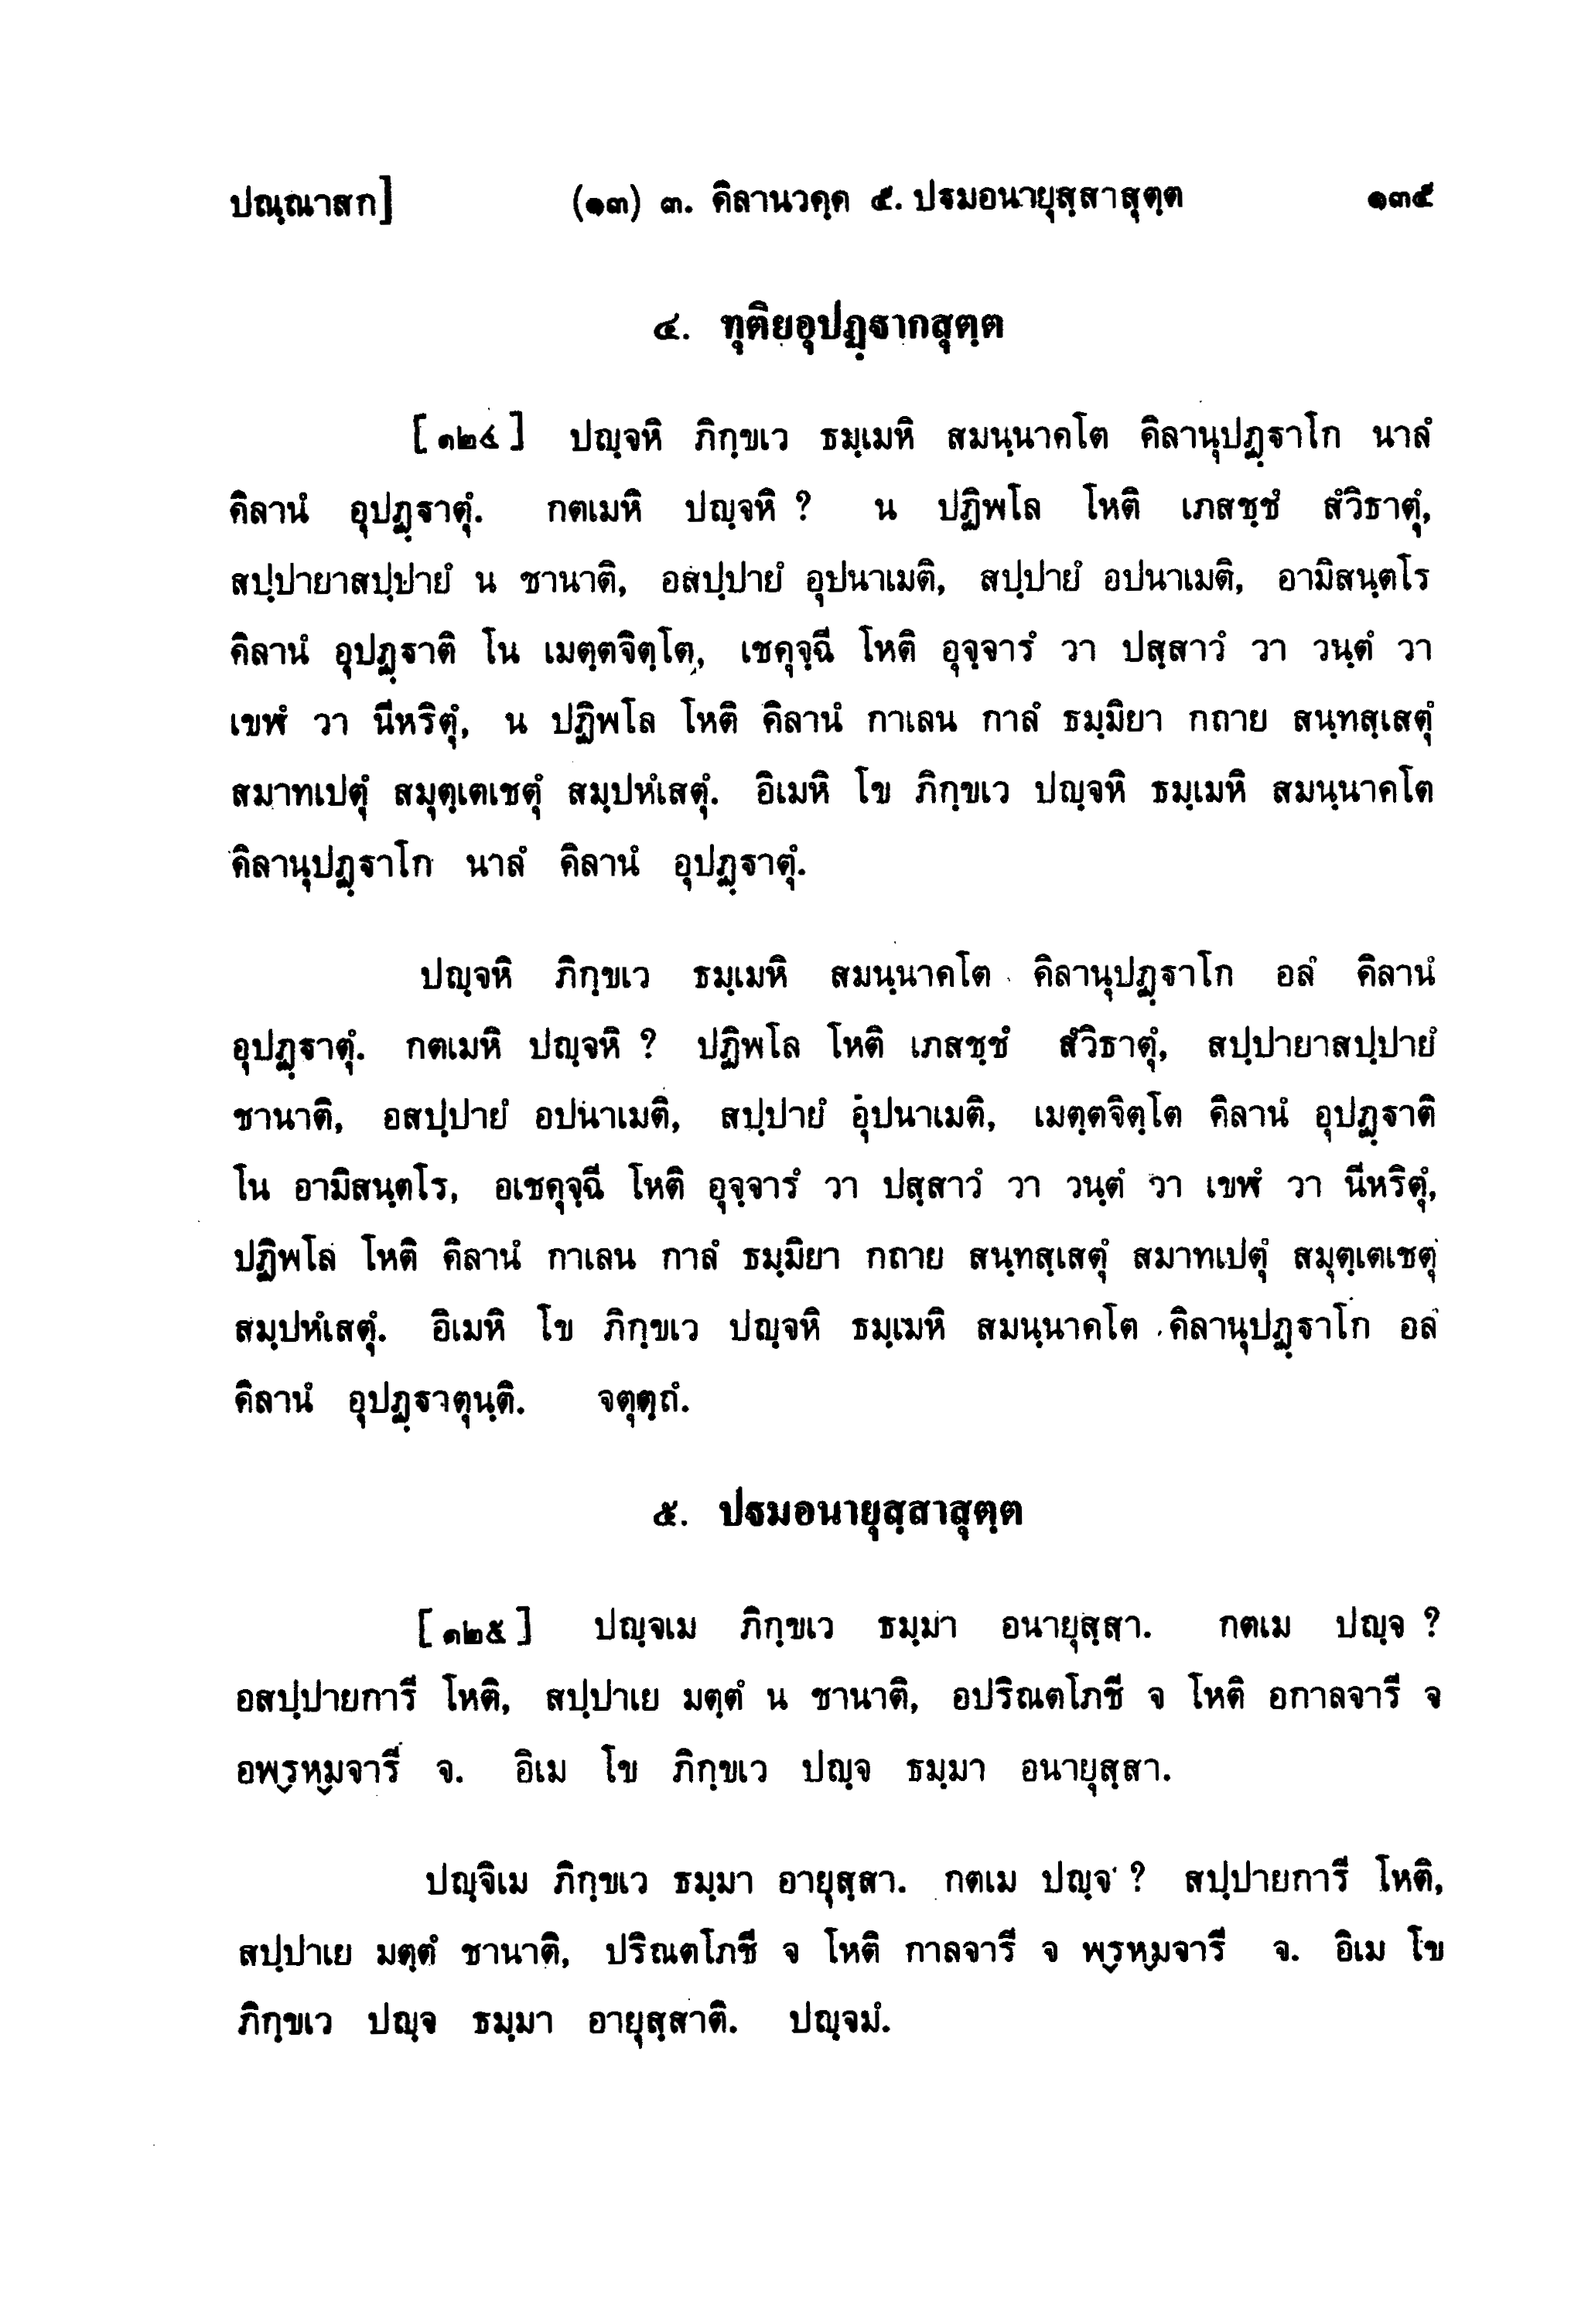 ปณฺณาสก] (๑๓) ๓. คิลานวคฺค ๕. ปฐมอนายุสฺสาสุตฺต ๑๓๕
๔. ทุติยอุปฏฺฐากสุตฺต
[๑๒๔] ปญฺจหิ ภิกฺขเว ธมฺเมหิ สมนฺนาคโต คิลานุปฏฺฐาโก นาลํ
คิลานํ อุปฏฺฐาตุํ. กตเมหิ ปญฺจหิ ? น ปฏิพโล โหติ เภสชฺชํ สํวิธาตุํ,
สปฺปายาสปฺปายํ น ชานาติ, อสปฺปายํ อุปนาเมติ, สปฺปายํ อปนาเมติ, อามิสนฺตโร
คิลานํ อุปฏฺฐาติ โน เมตฺตจิตฺโต, เชคุจฺฉี โหติ อุจฺจารํ วา ปสฺสาวํ วา วนฺตํ วา
เขฬํ วา นีหริตุํ, น ปฏิพโล โหติ คิลานํ กาเลน กาลํ ธมฺมิยา กถาย สนฺทสฺเสตุํ
สมาทเปตุํ สมุตฺเตเชตุํ สมฺปหํเสตุํ. อิเมหิ โข ภิกฺขเว ปญฺจหิ ธมฺเมหิ สมนฺนาคโต
คิลานุปฏฺฐาโก นาลํ คิลานํ อุปฏฺฐาตุํ.
ปญฺจหิ ภิกฺขเว ธมฺเมหิ สมนฺนาคโต คิลานุปฏฺฐาโก อลํ คิลานํ
อุปฏฺฐาตุํ. กตเมหิ ปญฺจหิ ? ปฏิพโล โหติ เภสชฺชํ สํวิธาตุํ, สปฺปายาสปฺปายํ
ชานาติ, อสปฺปายํ อปนาเมติ, สปฺปายํ อุปนาเมติ, เมตฺตจิตฺโต คิลานํ อุปฏฺฐาติ
โน อามิสนฺตโร, อเชคุจฺฉี โหติ อุจฺจารํ วา ปสฺสาวํ วา วนฺตํ วา เขฬํ วา นีหริตุํ,
ปฏิพโล โหติ คิลานํ กาเลน กาลํ ธมฺมิยา กถาย สนฺทสฺเสตุํ สมาทเปตุํ สมุตฺเตเชตุํ
สมฺปหํเสตุํ. อิเมหิ โข ภิกฺขเว ปญฺจหิ ธมฺเมหิ สมนฺนาคโต คิลานุปฏฺฐาโก อลํ
คิลานํ อุปฏฺฐาตุนฺติ. จตุตฺถํ.
๕. ปฐมอนายุสฺสาสุตฺต
[๑๒๕] ปญฺจเม ภิกฺขเว ธมฺมา อนายุสฺสา. กตเม ปญฺจ ?
อสปฺปายการี โหติ, สปฺปาเย มตฺตํ น ชานาติ, อปริณตโภชี จ โหติ อกาลจารี จ
อพฺรหฺมจารี จ. อิเม โข ภิกฺขเว ปญฺจ ธมฺมา อนายุสฺสา.
ปญฺจิเม ภิกฺขเว ธมฺมา อายุสฺสา. กตเม ปญฺจ ? สปฺปายการี โหติ,
สปฺปาเย มตฺตํ ชานาติ, ปริณตโภชี จ โหติ กาลจารี จ พฺรหฺมจารี จ. อิเม โข
ภิกฺขเว ปญฺจ ธมฺมา อายุสฺสาติ. ปญฺจมํ.